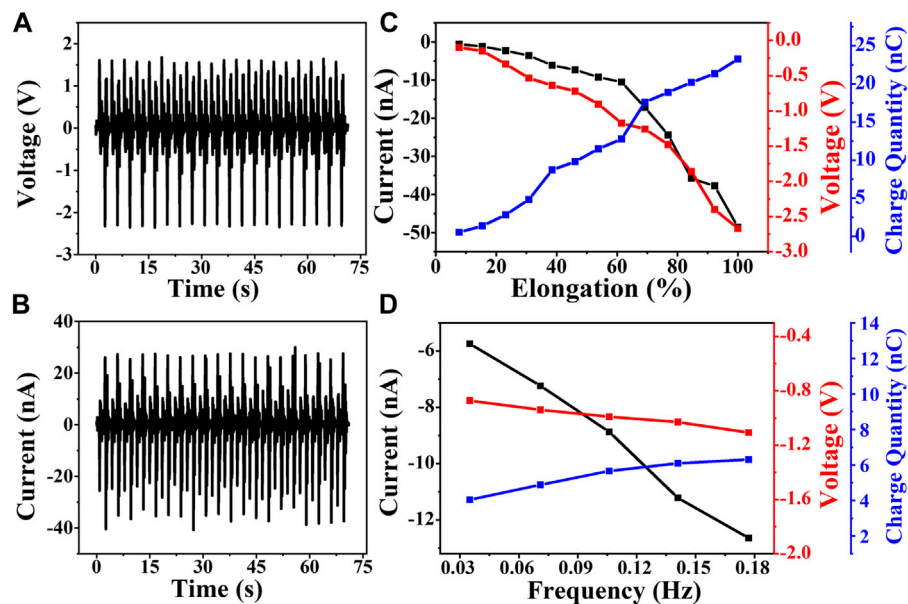 A
Voltage (V)
2
1
0
-1
-2
-3
0 15 30 45 60 75
Time (s)
B
Current (nA)
40
20
0
-20
-40
0 15 30 45 60 75
Time (s)
C
Current (nA)
0
-10
-20
-30
-40
-50
0 20 40 60 80 100
Elongation (%)
0.0
-0.5
-1.0
-1.5
-2.0
-2.5
-3.0
Voltage (V)
25
20
15
10
5
0
Charge Quantity (nC)
D
Current (nA)
-6
-8
-10
-12
0.03 0.06 0.09 0.12 0.15 0.18
Frequency (Hz)
-0.4
-0.8
-1.2
-1.6
-2.0
Voltage (V)
14
12
10
8
6
4
2
Charge Quantity (nC)